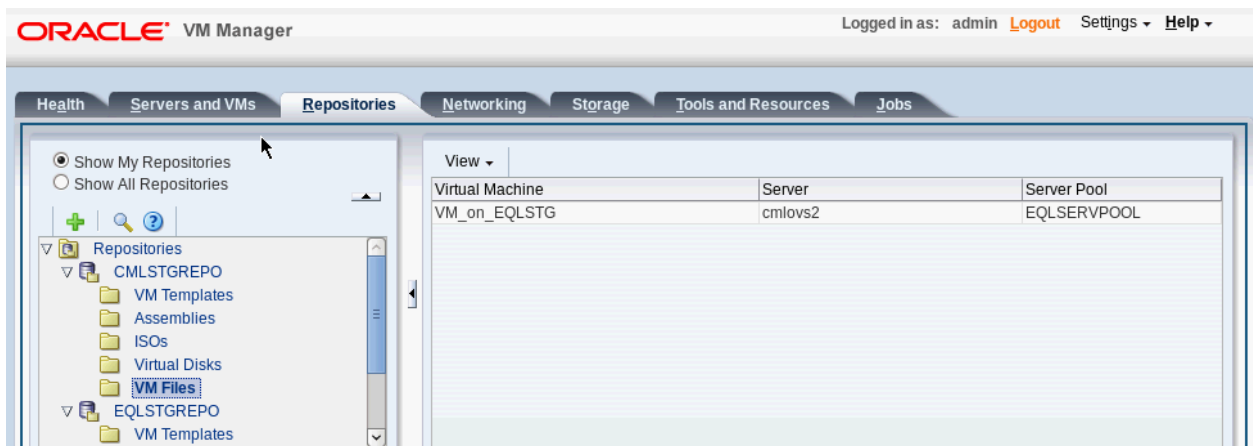 ORACLE VM Manager
Logged in as: admin Logout Settings Help
Health Servers and VMs Repositories Networking Storage Tools and Resources Jobs
Show My Repositories
Show All Repositories
Repositories
CMLSTGREPO
VM Templates
Assemblies
ISOs
Virtual Disks
VM Files
EQLSTGREPO
VM Templates
View
Virtual Machine Server Server Pool
VM_on_EQLSTG cmlovs2 EQLSERVPOOL